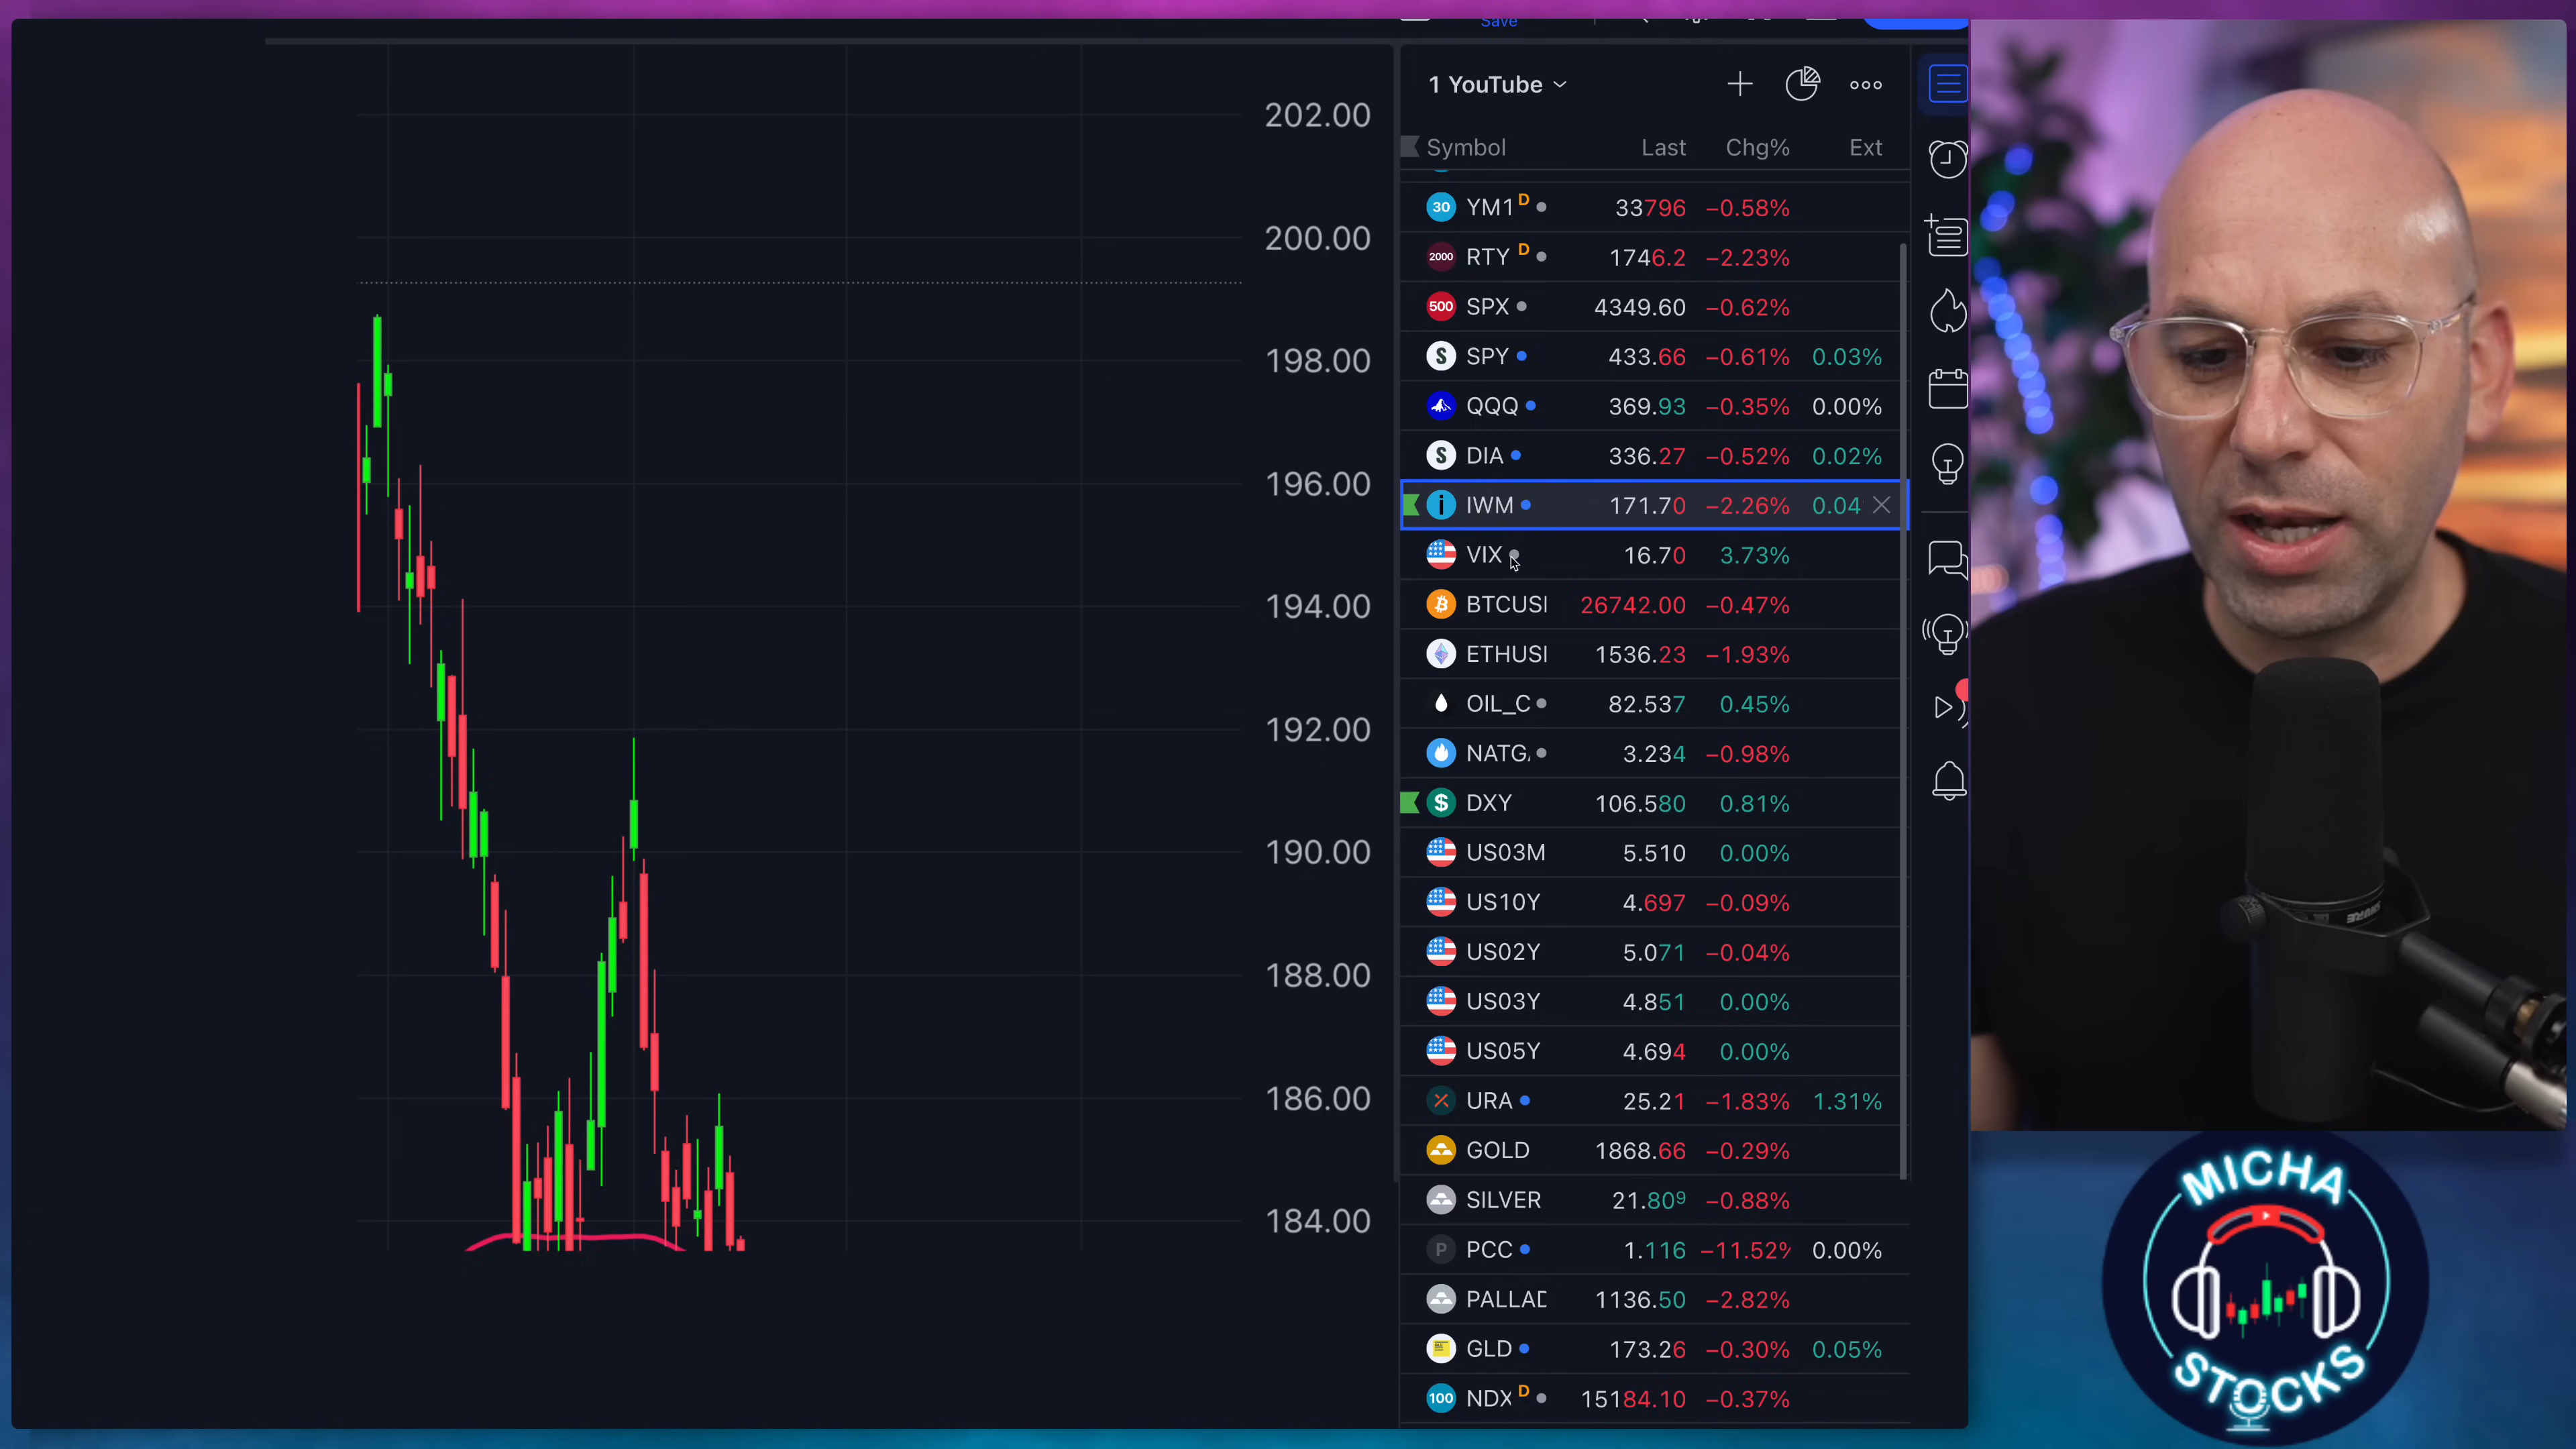 Save
1 YouTube
Symbol Last Chg% Ext
30 YM1 D 33796 −0.58%
2000 RTY D 1746.2 −2.23%
500 SPX 4349.60 −0.62%
S SPY 433.66 −0.61% 0.03%
QQQ 369.93 −0.35% 0.00%
S DIA 336.27 −0.52% 0.02%
i IWM 171.70 −2.26% 0.04
VIX 16.70 3.73%
BTCUS 26742.00 −0.47%
ETHUS 1536.23 −1.93%
OIL_C 82.537 0.45%
NATG 3.234 −0.98%
$ DXY 106.580 0.81%
US03M 5.510 0.00%
US10Y 4.697 −0.09%
US02Y 5.071 −0.04%
US03Y 4.851 0.00%
US05Y 4.694 0.00%
URA 25.21 −1.83% 1.31%
GOLD 1868.66 −0.29%
SILVER 21.809 −0.88%
P PCC 1.116 −11.52% 0.00%
PALLAD 1136.50 −2.82%
GLD 173.26 −0.30% 0.05%
100 NDX D 15184.10 −0.37%
202.00
200.00
198.00
196.00
194.00
192.00
190.00
188.00
186.00
184.00
SHURE
MICHA
STOCKS